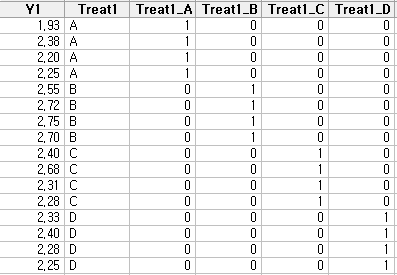 Y1 Treat1 Treat1_A Treat1_B Treat1_C Treat1_D
1,93 A 1 0 0 0
2,38 A 1 0 0 0
2,20 A 1 0 0 0
2,25 A 1 0 0 0
2,55 B 0 1 0 0
2,72 B 0 1 0 0
2,75 B 0 1 0 0
2,70 B 0 1 0 0
2,40 C 0 0 1 0
2,68 C 0 0 1 0
2,31 C 0 0 1 0
2,28 C 0 0 1 0
2,33 D 0 0 0 1
2,40 D 0 0 0 1
2,28 D 0 0 0 1
2,25 D 0 0 0 1